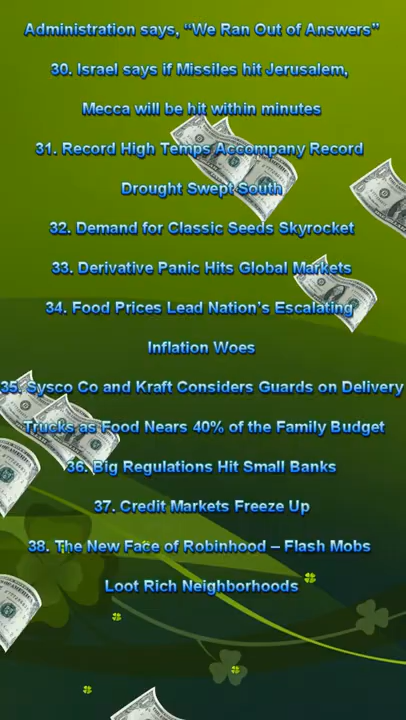 Administration says, “We Ran Out of Answers”
30. Israel says if Missiles hit Jerusalem,
Mecca will be hit within minutes
31. Record High Temps Accompany Record
Drought Swept South
32. Demand for Classic Seeds Skyrocket
33. Derivative Panic Hits Global Markets
34. Food Prices Lead Nation’s Escalating
Inflation Woes
35. Sysco Co and Kraft Considers Guards on Delivery
Trucks as Food Nears 40% of the Family Budget
36. Big Regulations Hit Small Banks
37. Credit Markets Freeze Up
38. The New Face of Robinhood – Flash Mobs
Loot Rich Neighborhoods